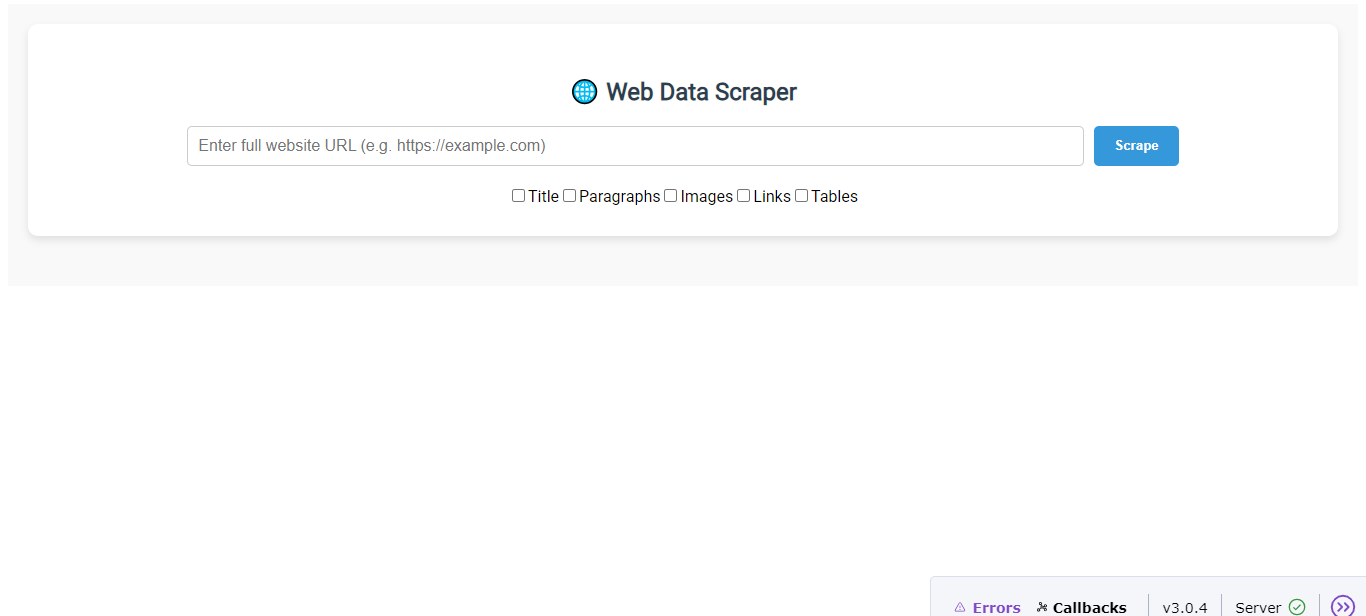 Web Data Scraper
Enter full website URL (e.g. https://example.com)
Scrape
Title Paragraphs Images Links Tables
Errors Callbacks v3.0.4 Server